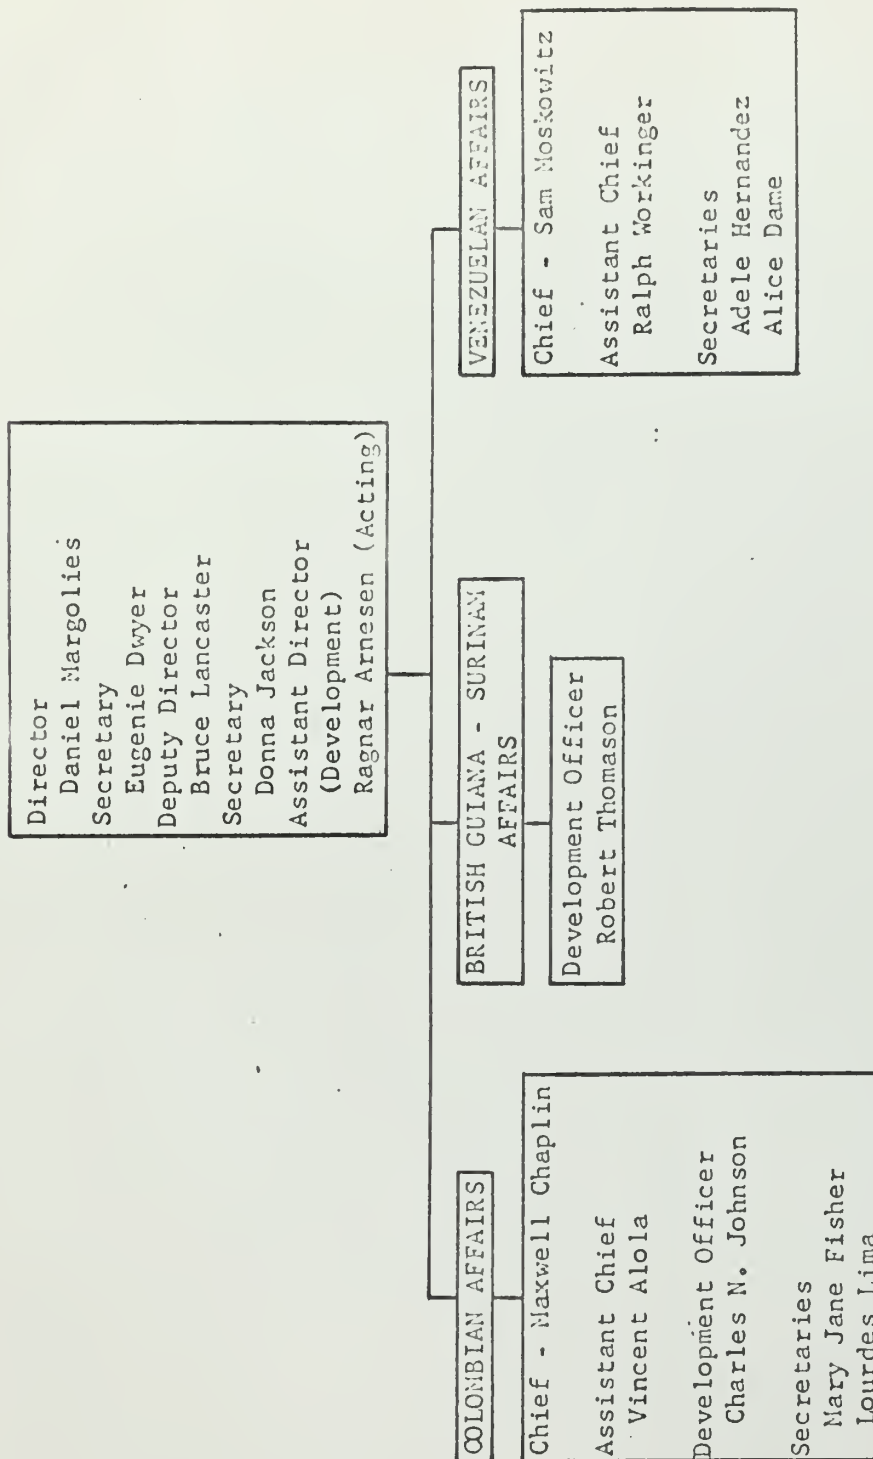 Director
Daniel Margolies
Secretary
Eugenie Dwyer
Deputy Director
Bruce Lancaster
Secretary
Donna Jackson
Assistant Director
(Development)
Ragnar Arnesen (Acting)
COLOMBIAN AFFAIRS
Chief - Maxwell Chaplin
Assistant Chief
Vincent Alola
Development Officer
Charles N. Johnson
Secretaries
Mary Jane Fisher
Lourdes Lima
BRITISH GUIANA - SURINAM
AFFAIRS
Development Officer
Robert Thomason
VENEZUELAN AFFAIRS
Chief - Sam Moskowitz
Assistant Chief
Ralph Workinger
Secretaries
Adele Hernandez
Alice Dame